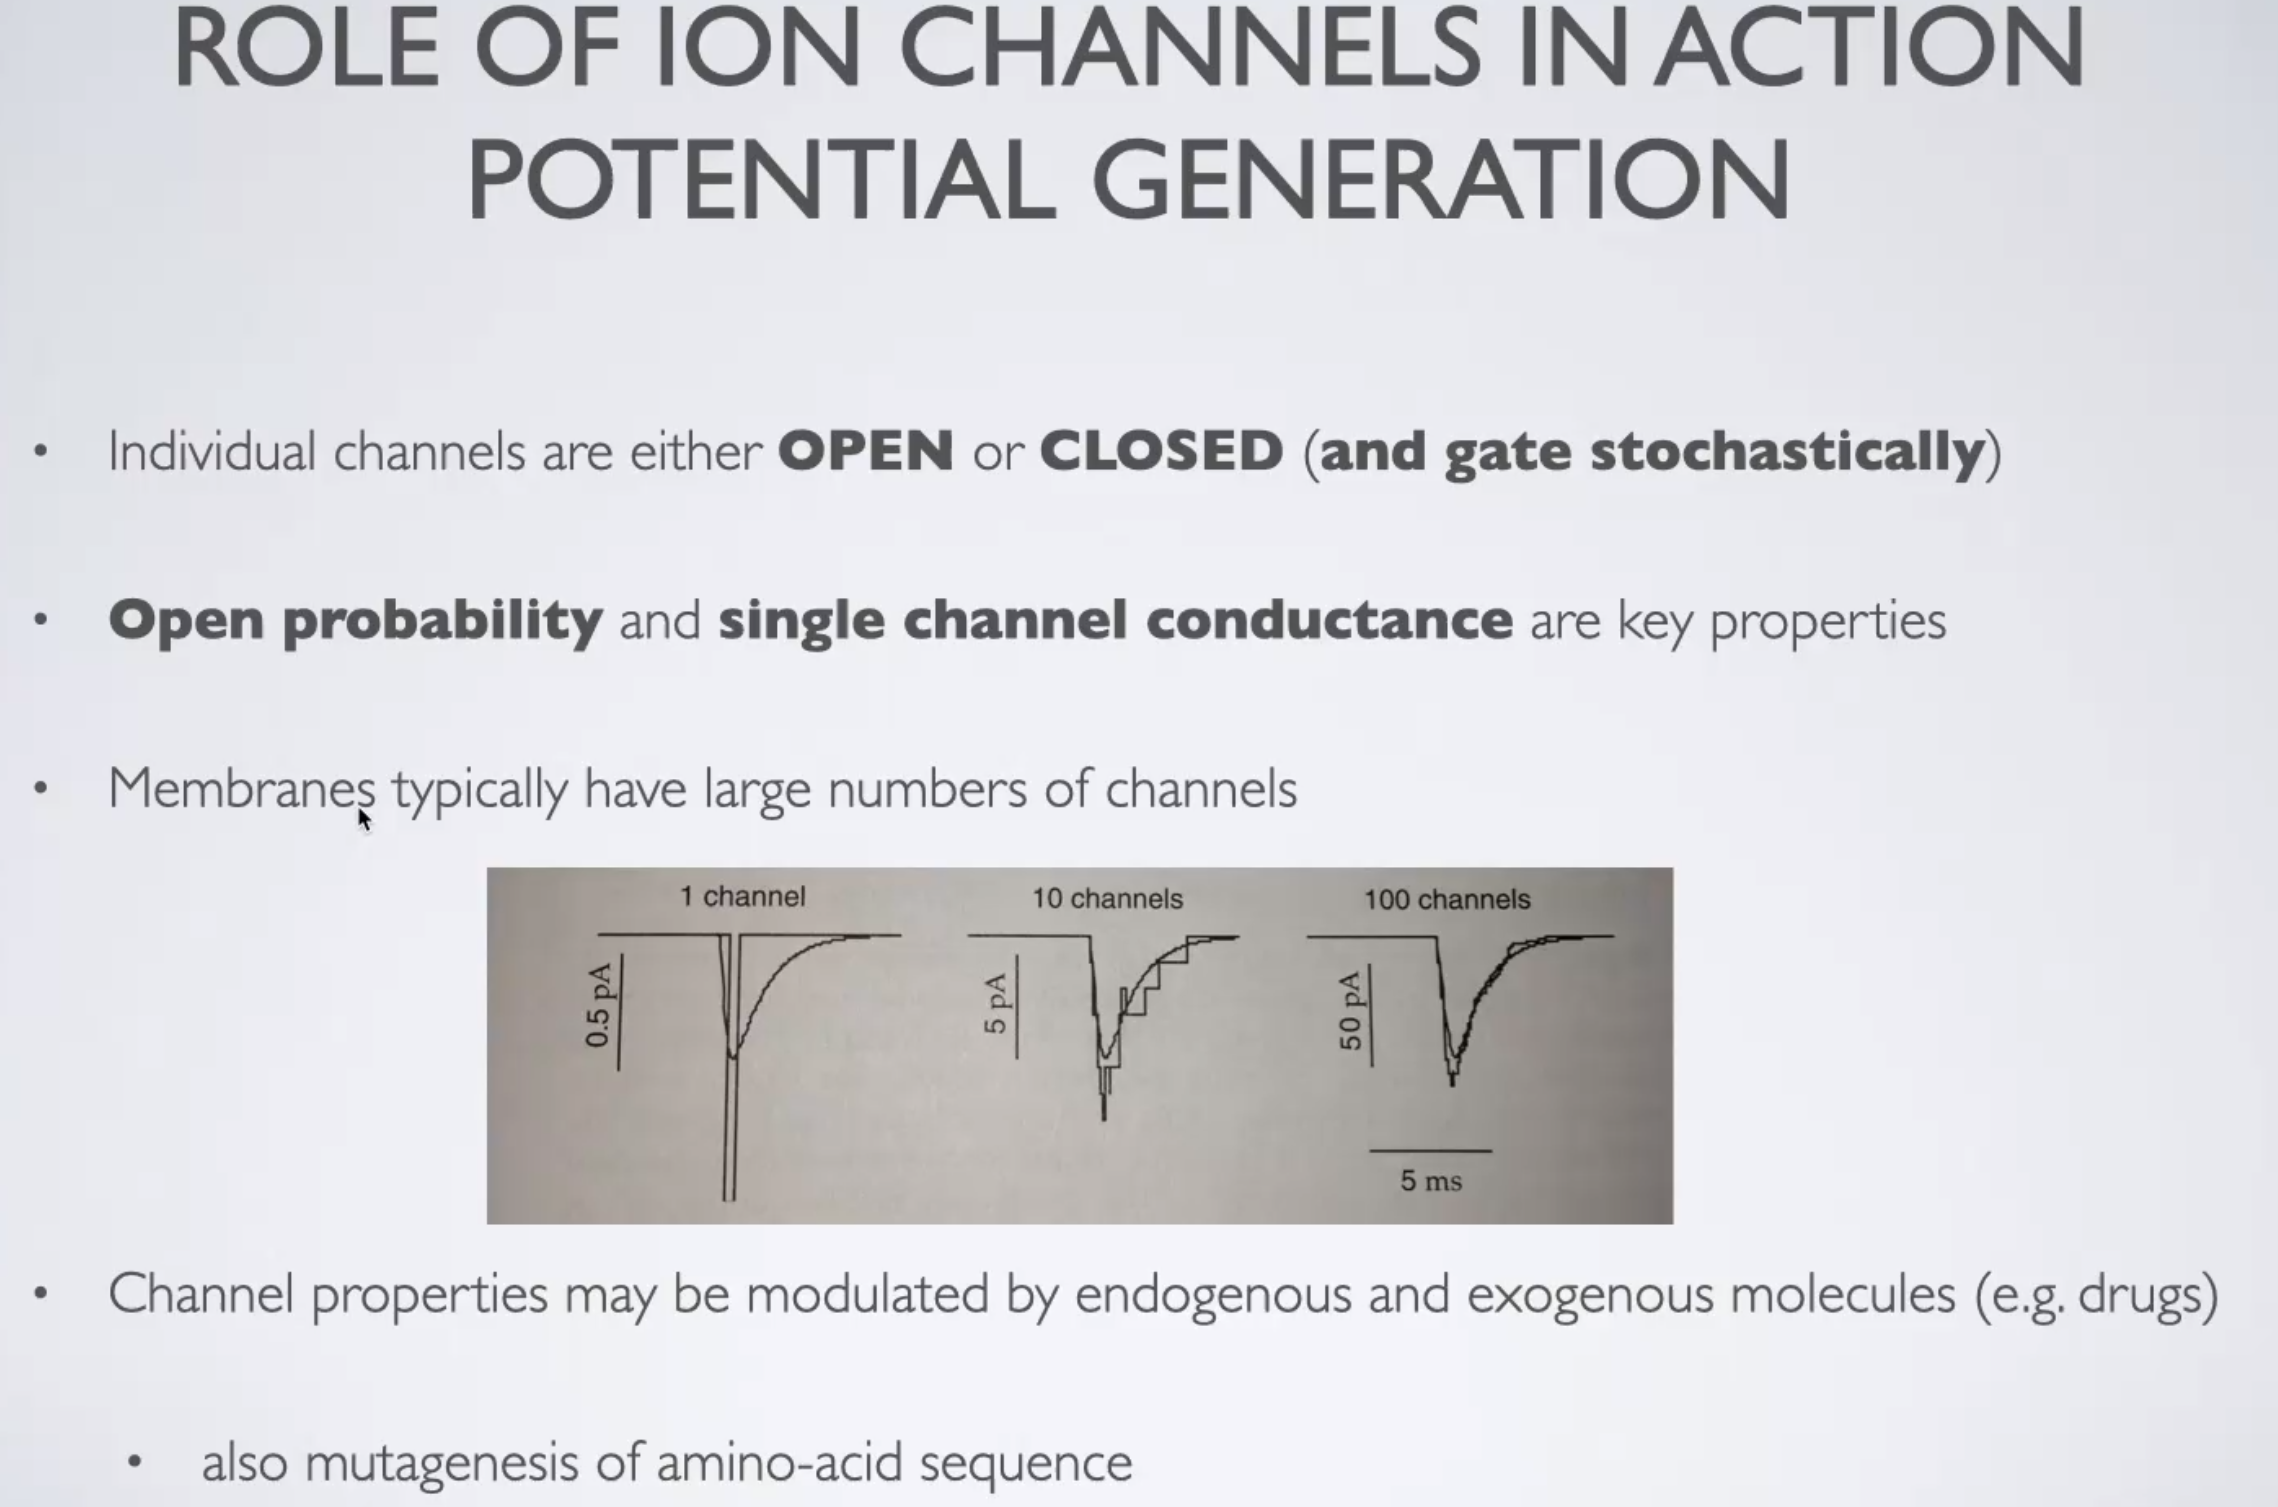 ROLE OF ION CHANNELS IN ACTION
POTENTIAL GENERATION
• Individual channels are either OPEN or CLOSED (and gate stochastically)
• Open probability and single channel conductance are key properties
• Membranes typically have large numbers of channels
1 channel
10 channels
100 channels
0.5 pA
5 pA
50 pA
5 ms
• Channel properties may be modulated by endogenous and exogenous molecules (e.g. drugs)
• also mutagenesis of amino-acid sequence